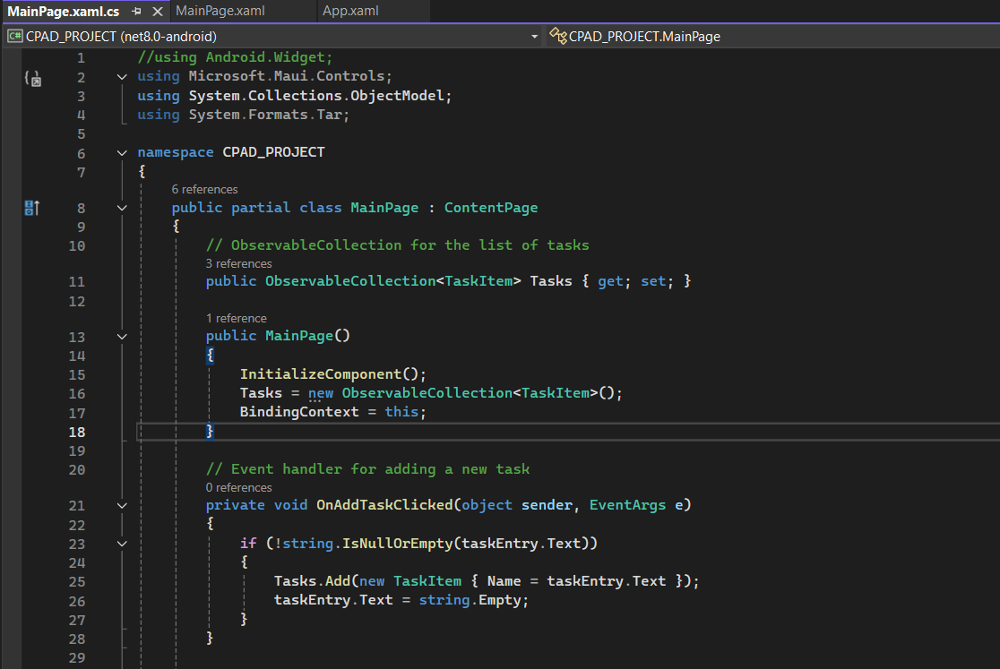 MainPage.xaml.cs MainPage.xaml App.xaml
C# CPAD_PROJECT (net8.0-android) CPAD_PROJECT.MainPage
1 //using Android.Widget;
2 using Microsoft.Maui.Controls;
3 using System.Collections.ObjectModel;
4 using System.Formats.Tar;
5
6 namespace CPAD_PROJECT
7 {
6 references
8 public partial class MainPage : ContentPage
9 {
10 // ObservableCollection for the list of tasks
3 references
11 public ObservableCollection<TaskItem> Tasks { get; set; }
12
1 reference
13 public MainPage()
14 {
15 InitializeComponent();
16 Tasks = new ObservableCollection<TaskItem>();
17 BindingContext = this;
18 }
19
20 // Event handler for adding a new task
0 references
21 private void OnAddTaskClicked(object sender, EventArgs e)
22 {
23 if (!string.IsNullOrEmpty(taskEntry.Text))
24 {
25 Tasks.Add(new TaskItem { Name = taskEntry.Text });
26 taskEntry.Text = string.Empty;
27 }
28 }
29